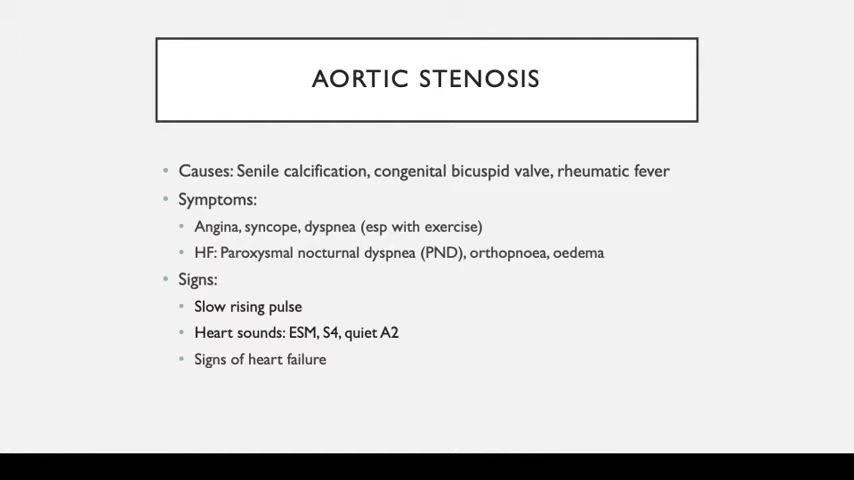 AORTIC STENOSIS
• Causes: Senile calcification, congenital bicuspid valve, rheumatic fever
• Symptoms:
• Angina, syncope, dyspnea (esp with exercise)
• HF: Paroxysmal nocturnal dyspnea (PND), orthopnoea, oedema
• Signs:
• Slow rising pulse
• Heart sounds: ESM, S4, quiet A2
• Signs of heart failure